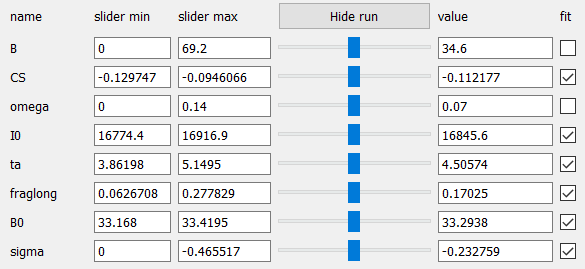 name slider min slider max Hide run value fit
B 0 69.2 34.6
CS -0.129747 -0.0946066 -0.112177
omega 0 0.14 0.07
I0 16774.4 16916.9 16845.6
ta 3.86198 5.1495 4.50574
fraglong 0.0626708 0.277829 0.17025
B0 33.168 33.4195 33.2938
sigma 0 -0.465517 -0.232759